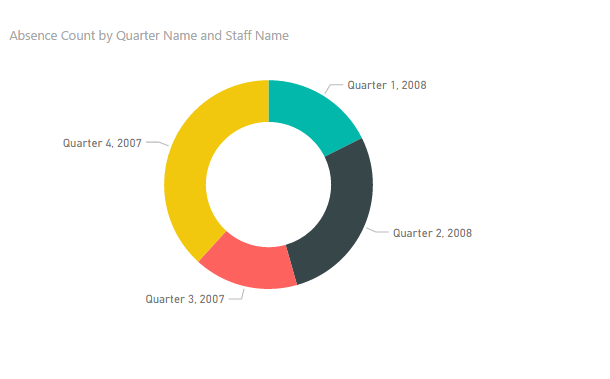 Absence Count by Quarter Name and Staff Name
Quarter 1, 2008
Quarter 4, 2007
Quarter 2, 2008
Quarter 3, 2007